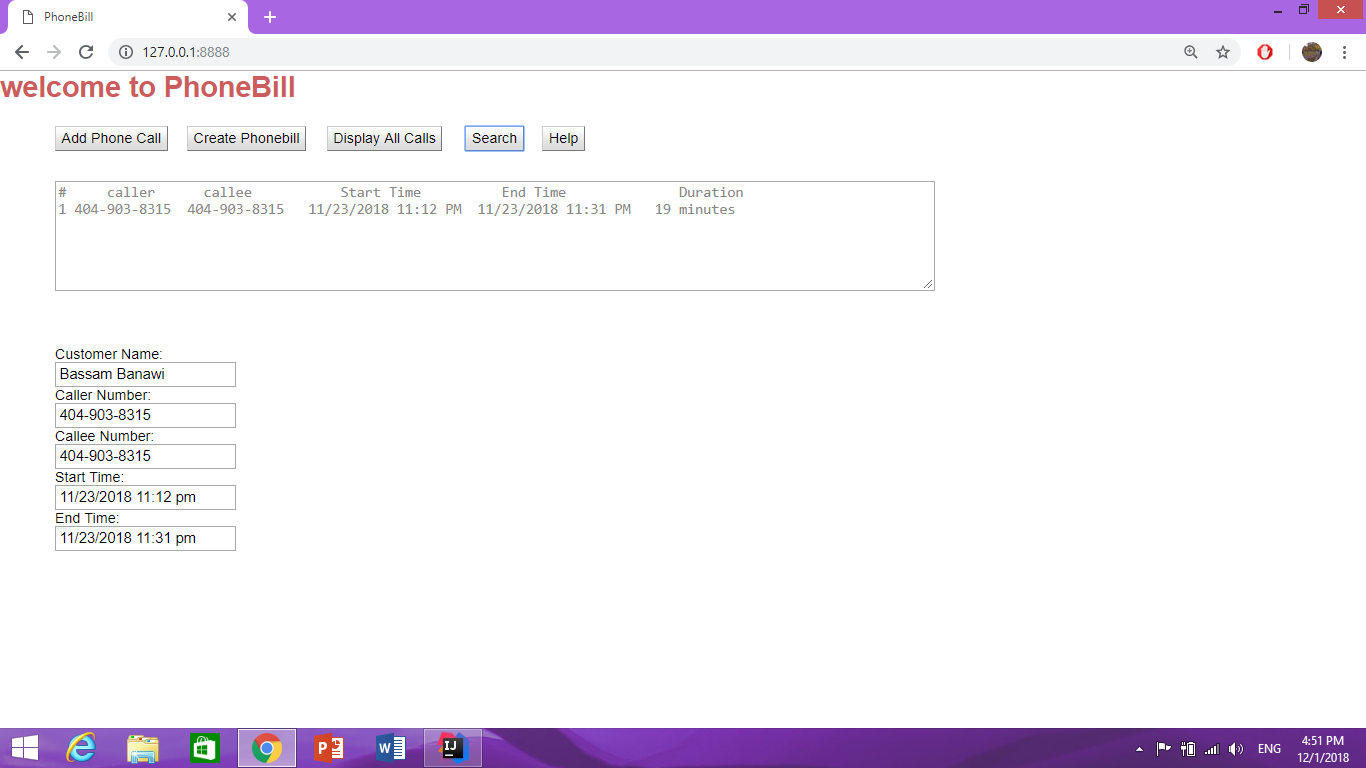 PhoneBill
127.0.0.1:8888
welcome to PhoneBill
Add Phone Call Create Phonebill Display All Calls Search Help
# caller callee Start Time End Time Duration
1 404-903-8315 404-903-8315 11/23/2018 11:12 PM 11/23/2018 11:31 PM 19 minutes
Customer Name:
Bassam Banawi
Caller Number:
404-903-8315
Callee Number:
404-903-8315
Start Time:
11/23/2018 11:12 pm
End Time:
11/23/2018 11:31 pm
ENG
4:51 PM
12/1/2018